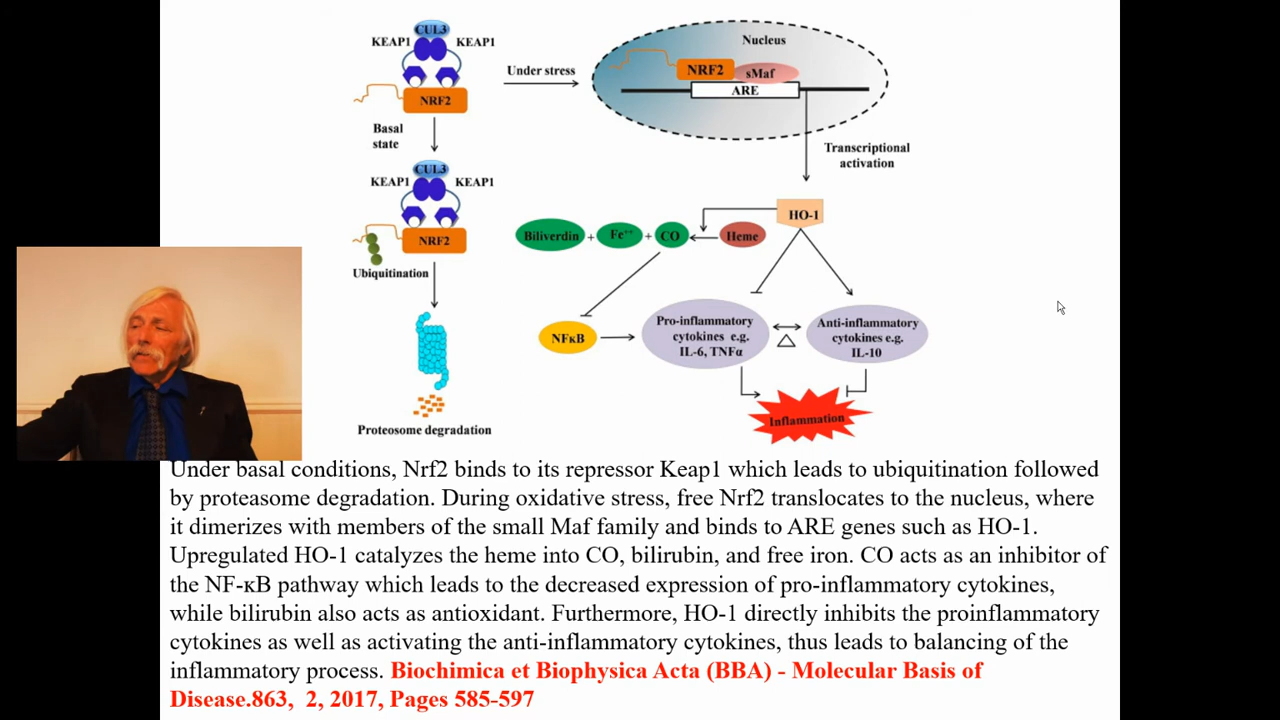 CUL3
KEAP1 KEAP1
NRF2
Under stress
Nucleus
NRF2
sMaf
ARE
Basal
state
Transcriptional
activation
CUL3
KEAP1 KEAP1
NRF2
Ubiquitination
Proteosome degradation
HO-1
Biliverdin + Fe++ + CO Heme
NFκB
Pro-inflammatory
cytokines e.g.
IL-6, TNFα
Anti-inflammatory
cytokines e.g.
IL-10
Inflammation
Under basal conditions, Nrf2 binds to its repressor Keap1 which leads to ubiquitination followed
by proteasome degradation. During oxidative stress, free Nrf2 translocates to the nucleus, where
it dimerizes with members of the small Maf family and binds to ARE genes such as HO-1.
Upregulated HO-1 catalyzes the heme into CO, bilirubin, and free iron. CO acts as an inhibitor of
the NF-κB pathway which leads to the decreased expression of pro-inflammatory cytokines,
while bilirubin also acts as antioxidant. Furthermore, HO-1 directly inhibits the proinflammatory
cytokines as well as activating the anti-inflammatory cytokines, thus leads to balancing of the
inflammatory process. Biochimica et Biophysica Acta (BBA) - Molecular Basis of
Disease.863, 2, 2017, Pages 585-597